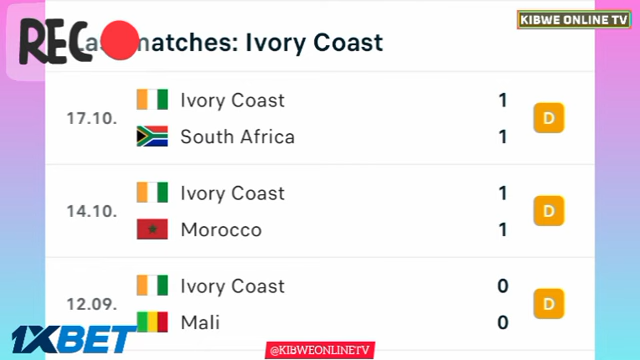 KIBWE ONLINE TV
REC
Last matches: Ivory Coast
17.10.
Ivory Coast 1
South Africa 1
D
14.10.
Ivory Coast 1
Morocco 1
D
12.09.
Ivory Coast 0
Mali 0
D
1XBET
@KIBWEONLINETV